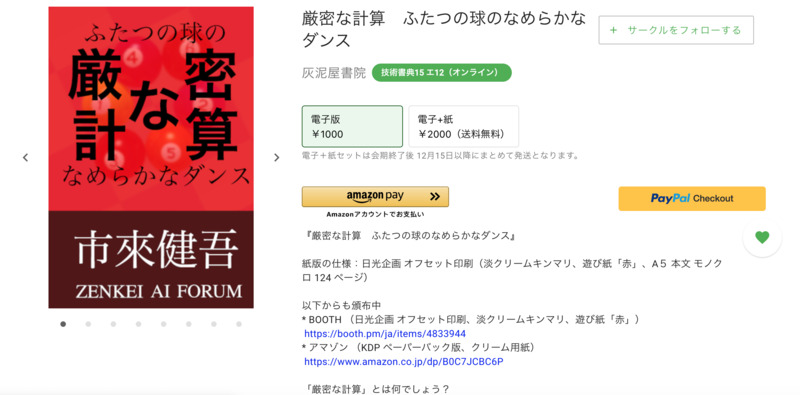 ふたつの球の
厳密な計算
なめらかなダンス
市來健吾
ZENKEI AI FORUM
厳密な計算　ふたつの球のなめらかな
ダンス
+ サークルをフォローする
灰泥屋書院 技術書典15 エ12（オンライン）
電子版
￥1000
電子+紙
￥2000（送料無料）
電子＋紙セットは会期終了後 12月15日以降にまとめて発送となります。
amazon pay
Amazonアカウントでお支払い
PayPal Checkout
『厳密な計算　ふたつの球のなめらかなダンス』
紙版の仕様：日光企画 オフセット印刷（淡クリームキンマリ、遊び紙「赤」、A５ 本文 モノク
ロ 124 ページ）
以下からも頒布中
* BOOTH （日光企画 オフセット印刷、淡クリームキンマリ、遊び紙「赤」）
https://booth.pm/ja/items/4833944
* アマゾン （KDP ペーパーバック版、クリーム用紙）
https://www.amazon.co.jp/dp/B0C7JCBC6P
「厳密な計算」とは何でしょう？